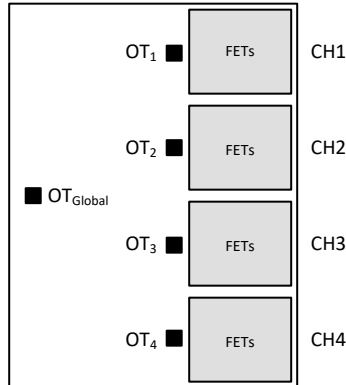 OT1 FETs CH1
OT2 FETs CH2
OTGlobal
OT3 FETs CH3
OT4 FETs CH4